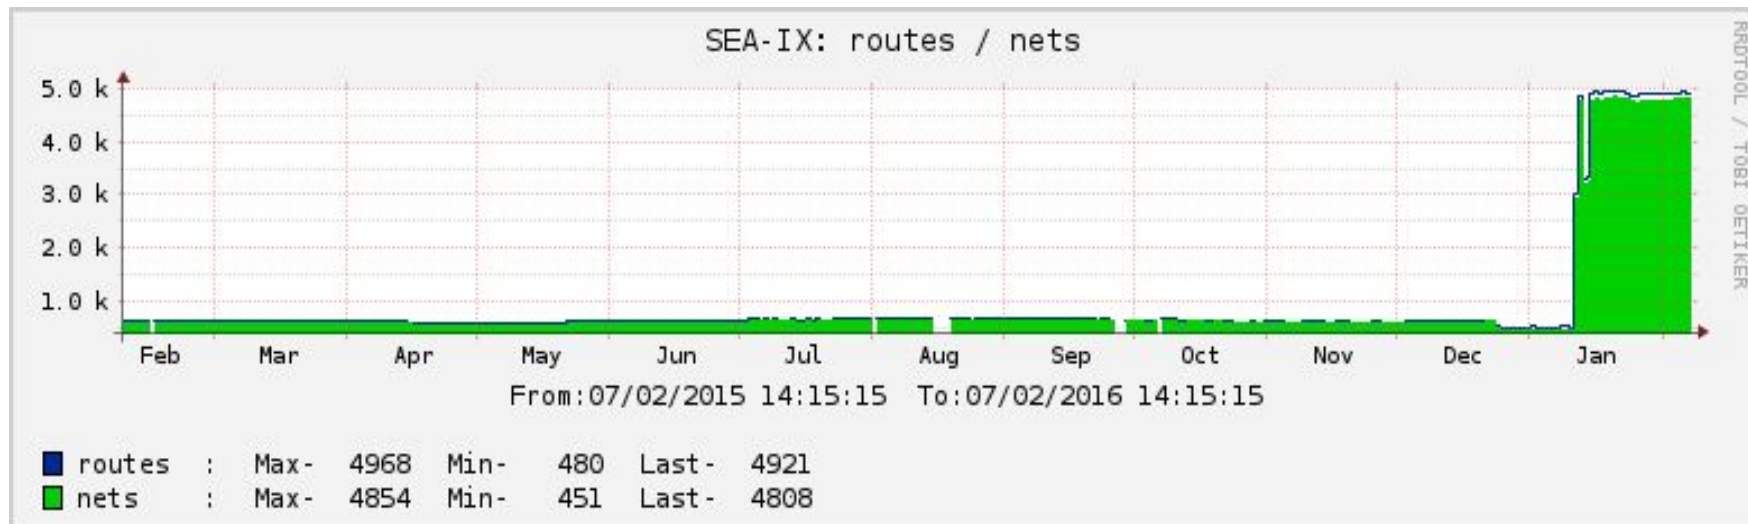 SEA-IX: routes / nets
RRDTOOL / TOBI OETIKER
5.0 k
4.0 k
3.0 k
2.0 k
1.0 k
Feb Mar Apr May Jun Jul Aug Sep Oct Nov Dec Jan
From:07/02/2015 14:15:15 To:07/02/2016 14:15:15
routes : Max- 4968 Min- 480 Last- 4921
nets : Max- 4854 Min- 451 Last- 4808